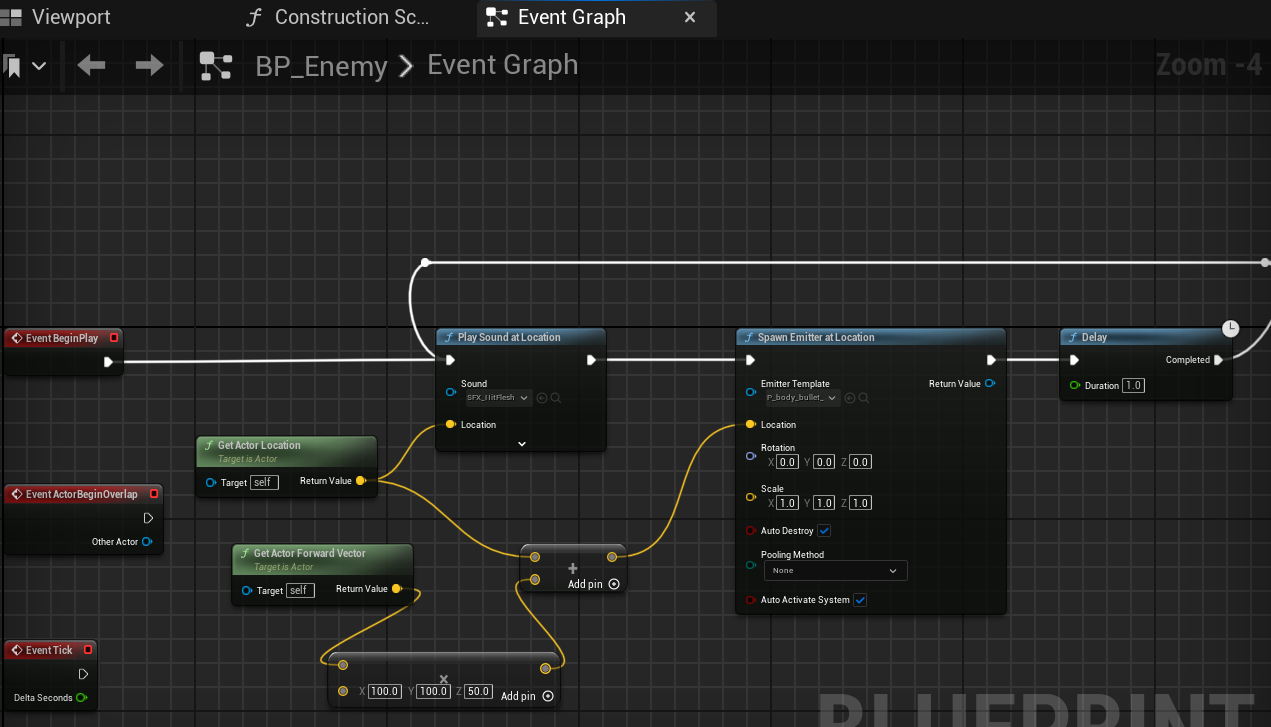 Viewport
f Construction Sc...
Event Graph
BP_Enemy > Event Graph
Zoom -4
Event BeginPlay
f Play Sound at Location
Sound
SFX_HitFlesh
Location
f Spawn Emitter at Location
Emitter Template
P_body_bullet_
Return Value
Location
Rotation
X 0.0 Y 0.0 Z 0.0
Scale
X 1.0 Y 1.0 Z 1.0
Auto Destroy
Pooling Method
None
Auto Activate System
f Delay
Completed
Duration 1.0
f Get Actor Location
Target is Actor
Target self Return Value
Event ActorBeginOverlap
Other Actor
f Get Actor Forward Vector
Target is Actor
Target self Return Value
+
Add pin
Event Tick
Delta Seconds
×
X 100.0 Y 100.0 Z 50.0 Add pin
BLUEPRINT